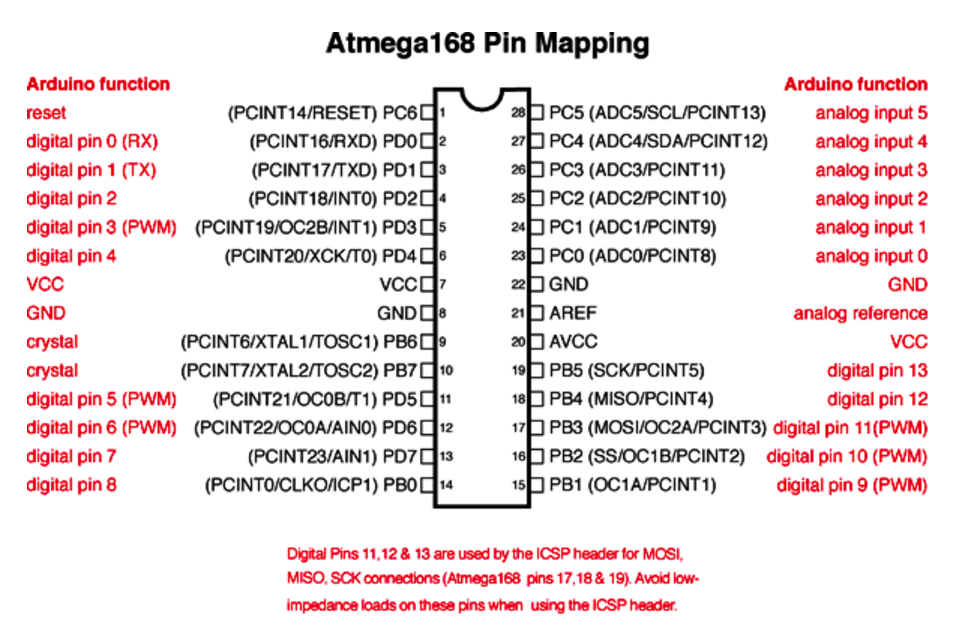 Atmega168 Pin Mapping
Arduino function Arduino function
reset (PCINT14/RESET) PC6 1 28 PC5 (ADC5/SCL/PCINT13) analog input 5
digital pin 0 (RX) (PCINT16/RXD) PD0 2 27 PC4 (ADC4/SDA/PCINT12) analog input 4
digital pin 1 (TX) (PCINT17/TXD) PD1 3 26 PC3 (ADC3/PCINT11) analog input 3
digital pin 2 (PCINT18/INT0) PD2 4 25 PC2 (ADC2/PCINT10) analog input 2
digital pin 3 (PWM) (PCINT19/OC2B/INT1) PD3 5 24 PC1 (ADC1/PCINT9) analog input 1
digital pin 4 (PCINT20/XCK/T0) PD4 6 23 PC0 (ADC0/PCINT8) analog input 0
VCC VCC 7 22 GND GND
GND GND 8 21 AREF analog reference
crystal (PCINT6/XTAL1/TOSC1) PB6 9 20 AVCC VCC
crystal (PCINT7/XTAL2/TOSC2) PB7 10 19 PB5 (SCK/PCINT5) digital pin 13
digital pin 5 (PWM) (PCINT21/OC0B/T1) PD5 11 18 PB4 (MISO/PCINT4) digital pin 12
digital pin 6 (PWM) (PCINT22/OC0A/AIN0) PD6 12 17 PB3 (MOSI/OC2A/PCINT3) digital pin 11(PWM)
digital pin 7 (PCINT23/AIN1) PD7 13 16 PB2 (SS/OC1B/PCINT2) digital pin 10 (PWM)
digital pin 8 (PCINT0/CLKO/ICP1) PB0 14 15 PB1 (OC1A/PCINT1) digital pin 9 (PWM)
Digital Pins 11,12 & 13 are used by the ICSP header for MOSI,
MISO, SCK connections (Atmega168 pins 17,18 & 19). Avoid low-
impedance loads on these pins when using the ICSP header.